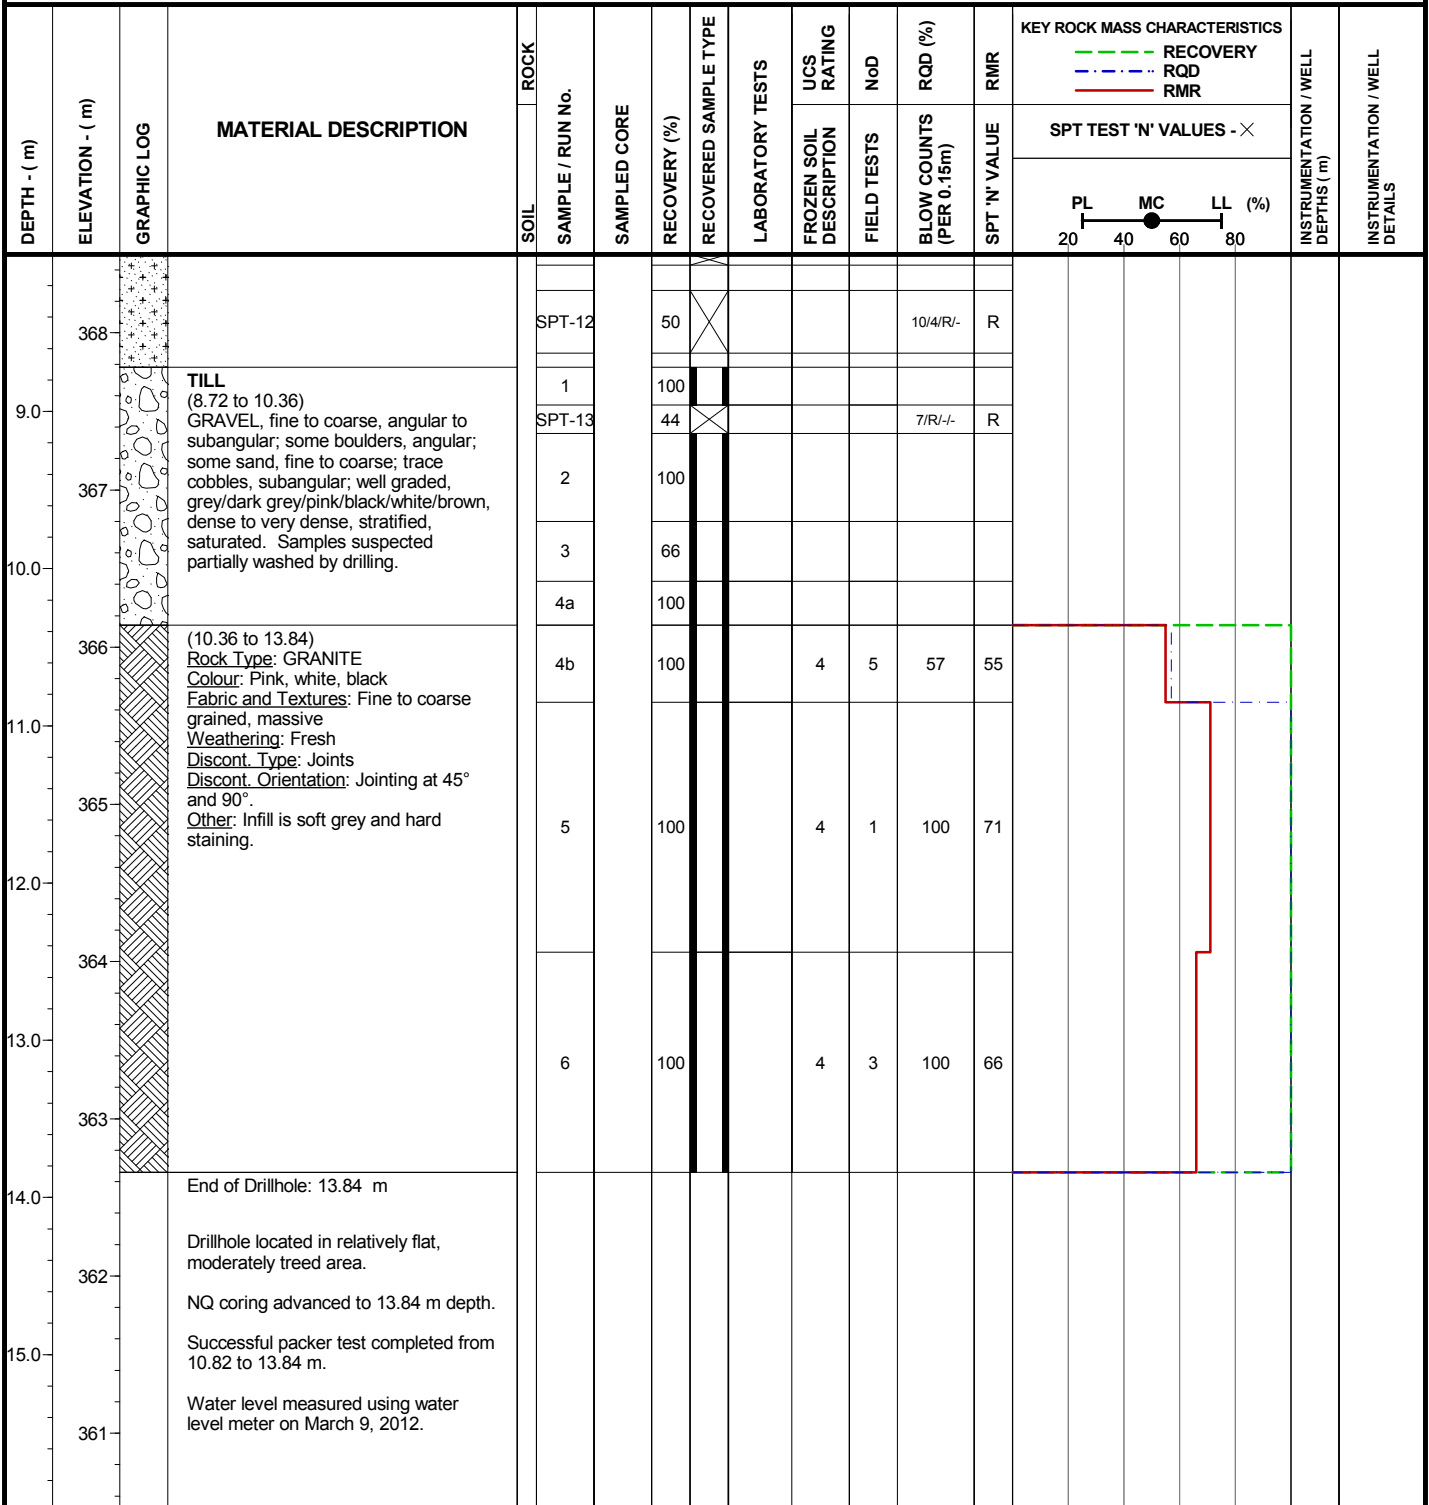 DEPTH - ( m)
ELEVATION - ( m)
GRAPHIC LOG
MATERIAL DESCRIPTION
SOIL
ROCK
SAMPLE / RUN No.
SAMPLED CORE
RECOVERY (%)
RECOVERED SAMPLE TYPE
LABORATORY TESTS
UCS
RATING
FROZEN SOIL
DESCRIPTION
NoD
FIELD TESTS
RQD (%)
BLOW COUNTS
(PER 0.15m)
RMR
SPT 'N' VALUE
KEY ROCK MASS CHARACTERISTICS
RECOVERY
RQD
RMR
SPT TEST 'N' VALUES - ×
PL MC LL (%)
20 40 60 80
INSTRUMENTATION / WELL
DEPTHS ( m)
INSTRUMENTATION / WELL
DETAILS
368
SPT-12 50 10/4/R/- R
TILL
(8.72 to 10.36)
GRAVEL, fine to coarse, angular to
subangular; some boulders, angular;
some sand, fine to coarse; trace
cobbles, subangular; well graded,
grey/dark grey/pink/black/white/brown,
dense to very dense, stratified,
saturated. Samples suspected
partially washed by drilling.
1 100
9.0
SPT-13 44 7/R/-/- R
2 100
367
3 66
10.0
4a 100
366
(10.36 to 13.84)
Rock Type: GRANITE
Colour: Pink, white, black
Fabric and Textures: Fine to coarse
grained, massive
Weathering: Fresh
Discont. Type: Joints
Discont. Orientation: Jointing at 45°
and 90°.
Other: Infill is soft grey and hard
staining.
4b 100 4 5 57 55
11.0
365
5 100 4 1 100 71
12.0
364
13.0
6 100 4 3 100 66
363
End of Drillhole: 13.84 m
14.0
Drillhole located in relatively flat,
moderately treed area.
362
NQ coring advanced to 13.84 m depth.
Successful packer test completed from
10.82 to 13.84 m.
15.0
Water level measured using water
level meter on March 9, 2012.
361